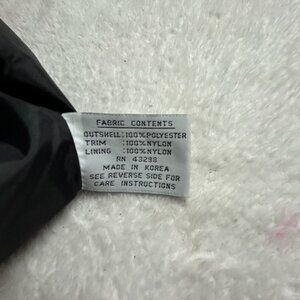 FABRIC CONTENTS
OUTSHELL:100%POLYESTER
TRIM :100%NYLON
LINING :100%NYLON
RN 43298
MADE IN KOREA
SEE REVERSE SIDE FOR
CARE INSTRUCTIONS